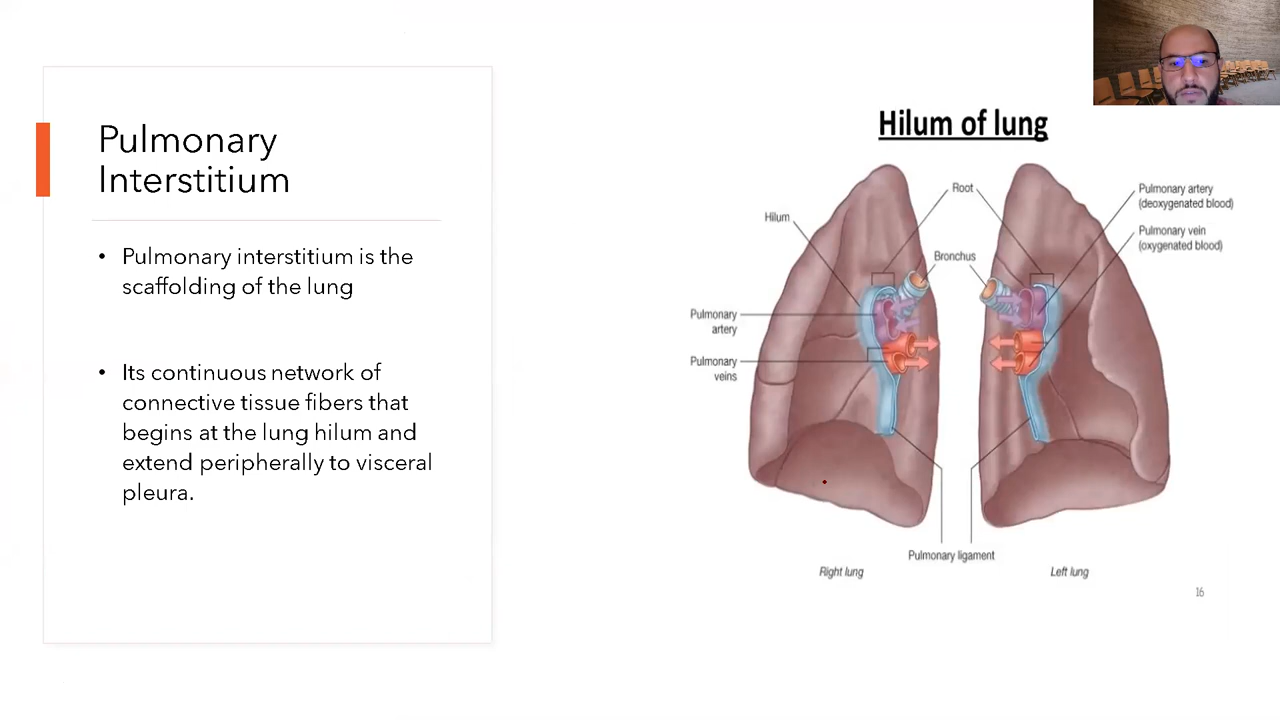 Pulmonary
Interstitium
• Pulmonary interstitium is the
scaffolding of the lung
• Its continuous network of
connective tissue fibers that
begins at the lung hilum and
extend peripherally to visceral
pleura.
Hilum of lung
Root
Hilum
Bronchus
Pulmonary artery
(deoxygenated blood)
Pulmonary vein
(oxygenated blood)
Pulmonary
artery
Pulmonary
veins
Pulmonary ligament
Right lung
Left lung
16